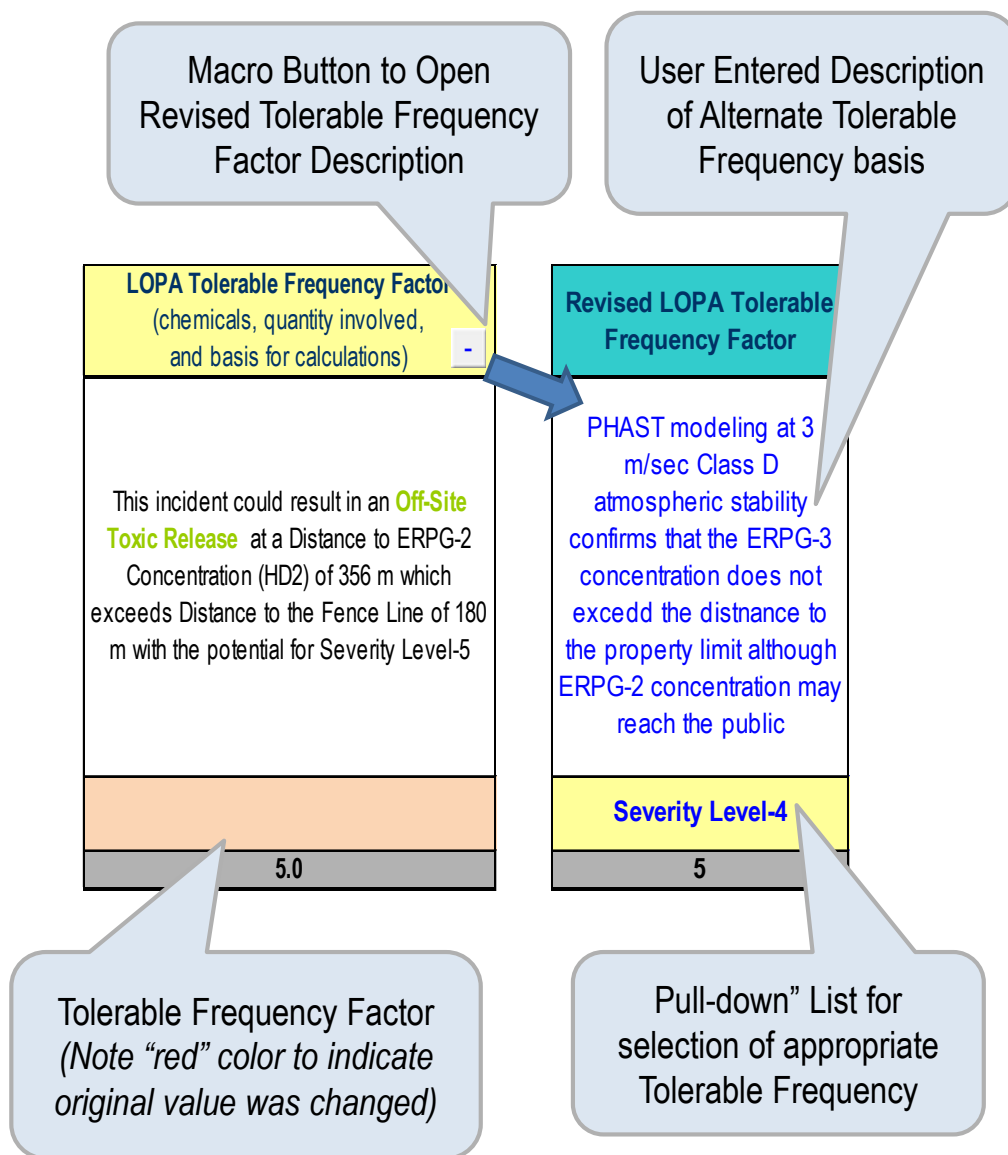 Macro Button to Open
Revised Tolerable Frequency
Factor Description
User Entered Description
of Alternate Tolerable
Frequency basis
LOPA Tolerable Frequency Factor
(chemicals, quantity involved,
and basis for calculations)
-
Revised LOPA Tolerable
Frequency Factor
This incident could result in an Off-Site
Toxic Release at a Distance to ERPG-2
Concentration (HD2) of 356 m which
exceeds Distance to the Fence Line of 180
m with the potential for Severity Level-5
PHAST modeling at 3
m/sec Class D
atmospheric stability
confirms that the ERPG-3
concentration does not
excedd the distnance to
the property limit although
ERPG-2 concentration may
reach the public
Severity Level-4
5.0
5
Tolerable Frequency Factor
(Note “red” color to indicate
original value was changed)
Pull-down” List for
selection of appropriate
Tolerable Frequency